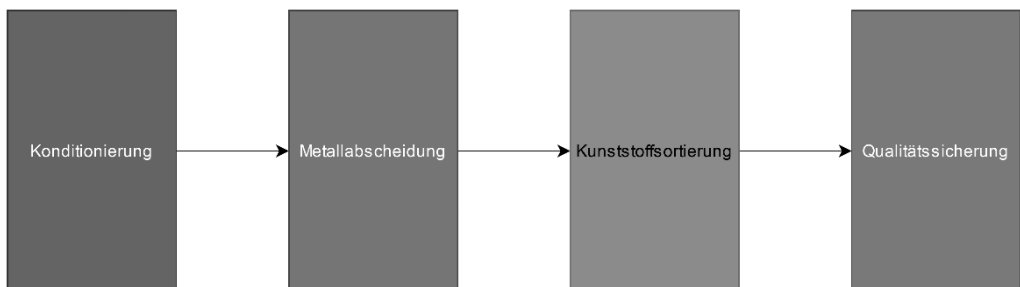 Konditionierung
Metallabscheidung
Kunststoffsortierung
Qualitätssicherung